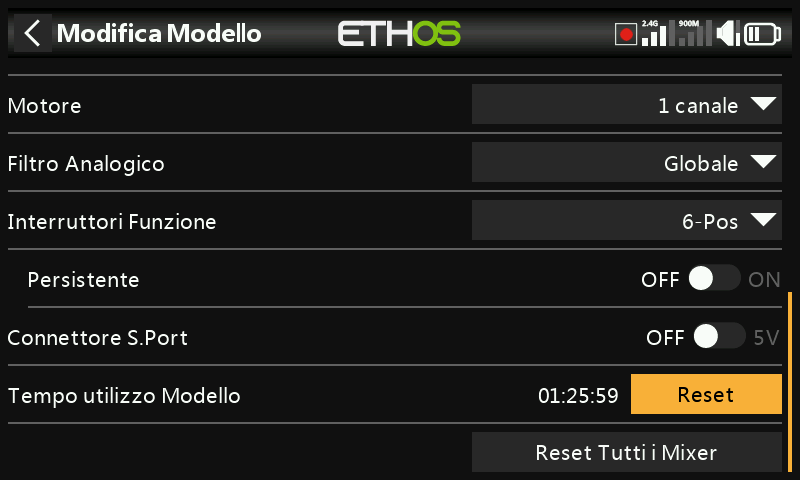 Modifica Modello ETHOS 2.4G 900M
Motore 1 canale
Filtro Analogico Globale
Interruttori Funzione 6-Pos
Persistente OFF ON
Connettore S.Port OFF 5V
Tempo utilizzo Modello 01:25:59 Reset
Reset Tutti i Mixer